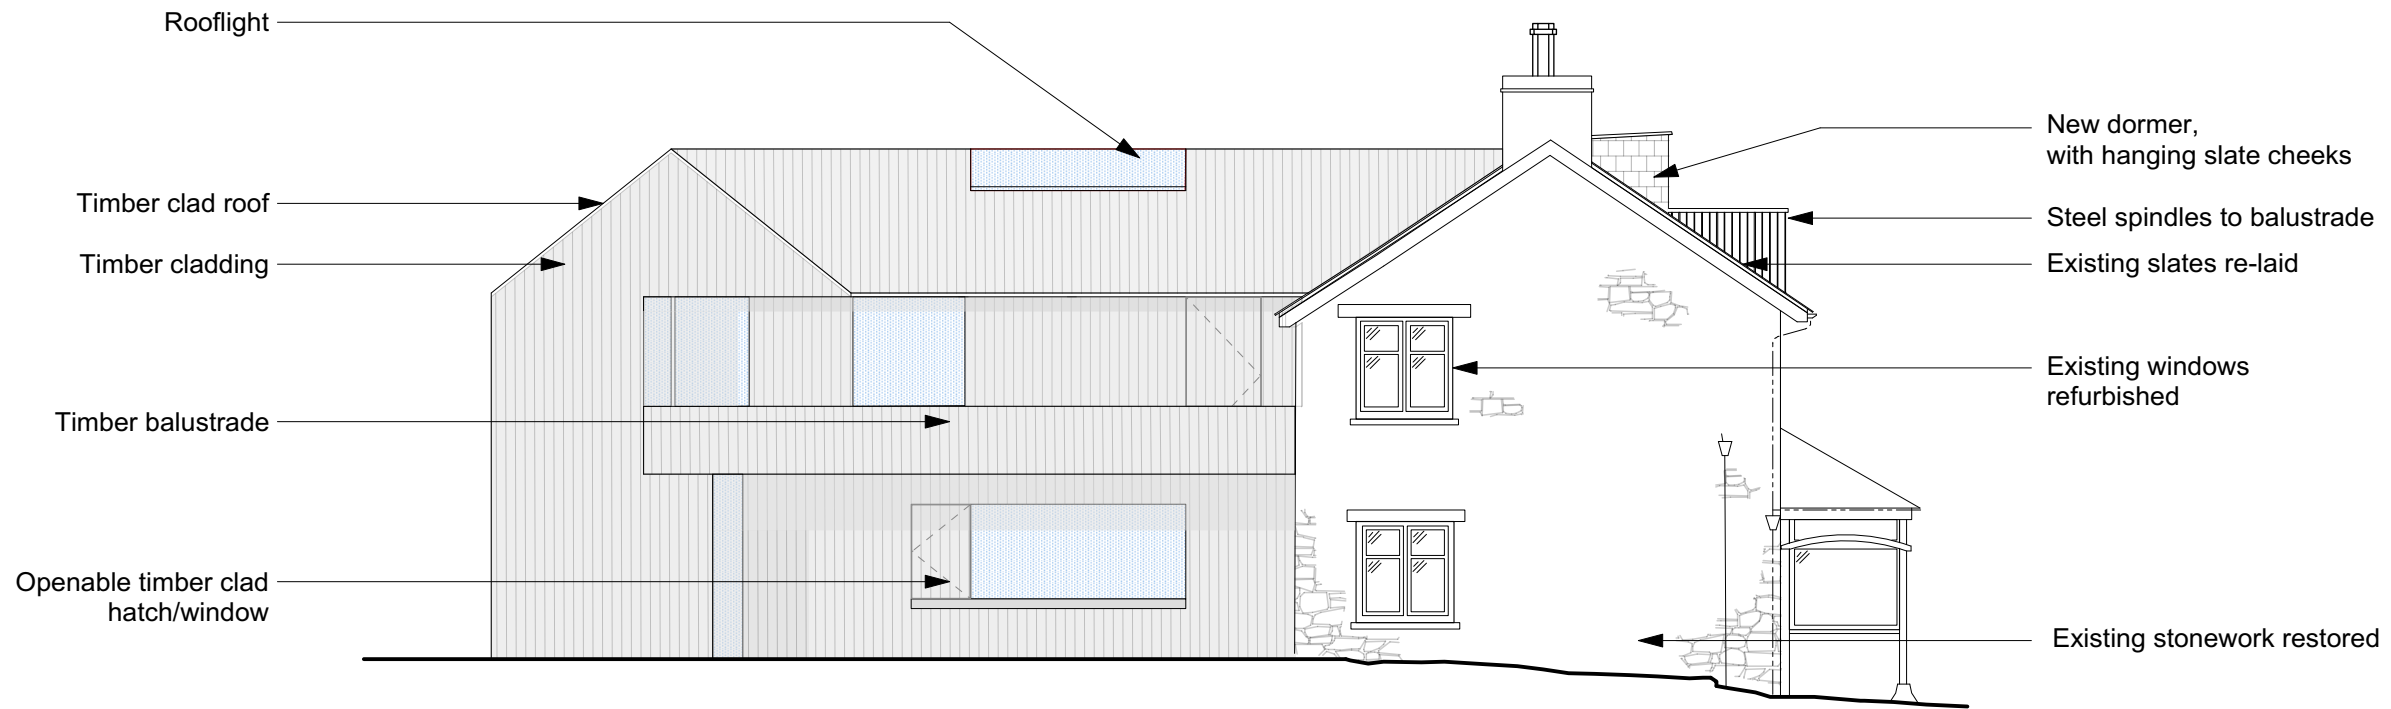 Rooflight
Timber clad roof
Timber cladding
Timber balustrade
Openable timber clad
hatch/window
New dormer,
with hanging slate cheeks
Steel spindles to balustrade
Existing slates re-laid
Existing windows
refurbished
Existing stonework restored